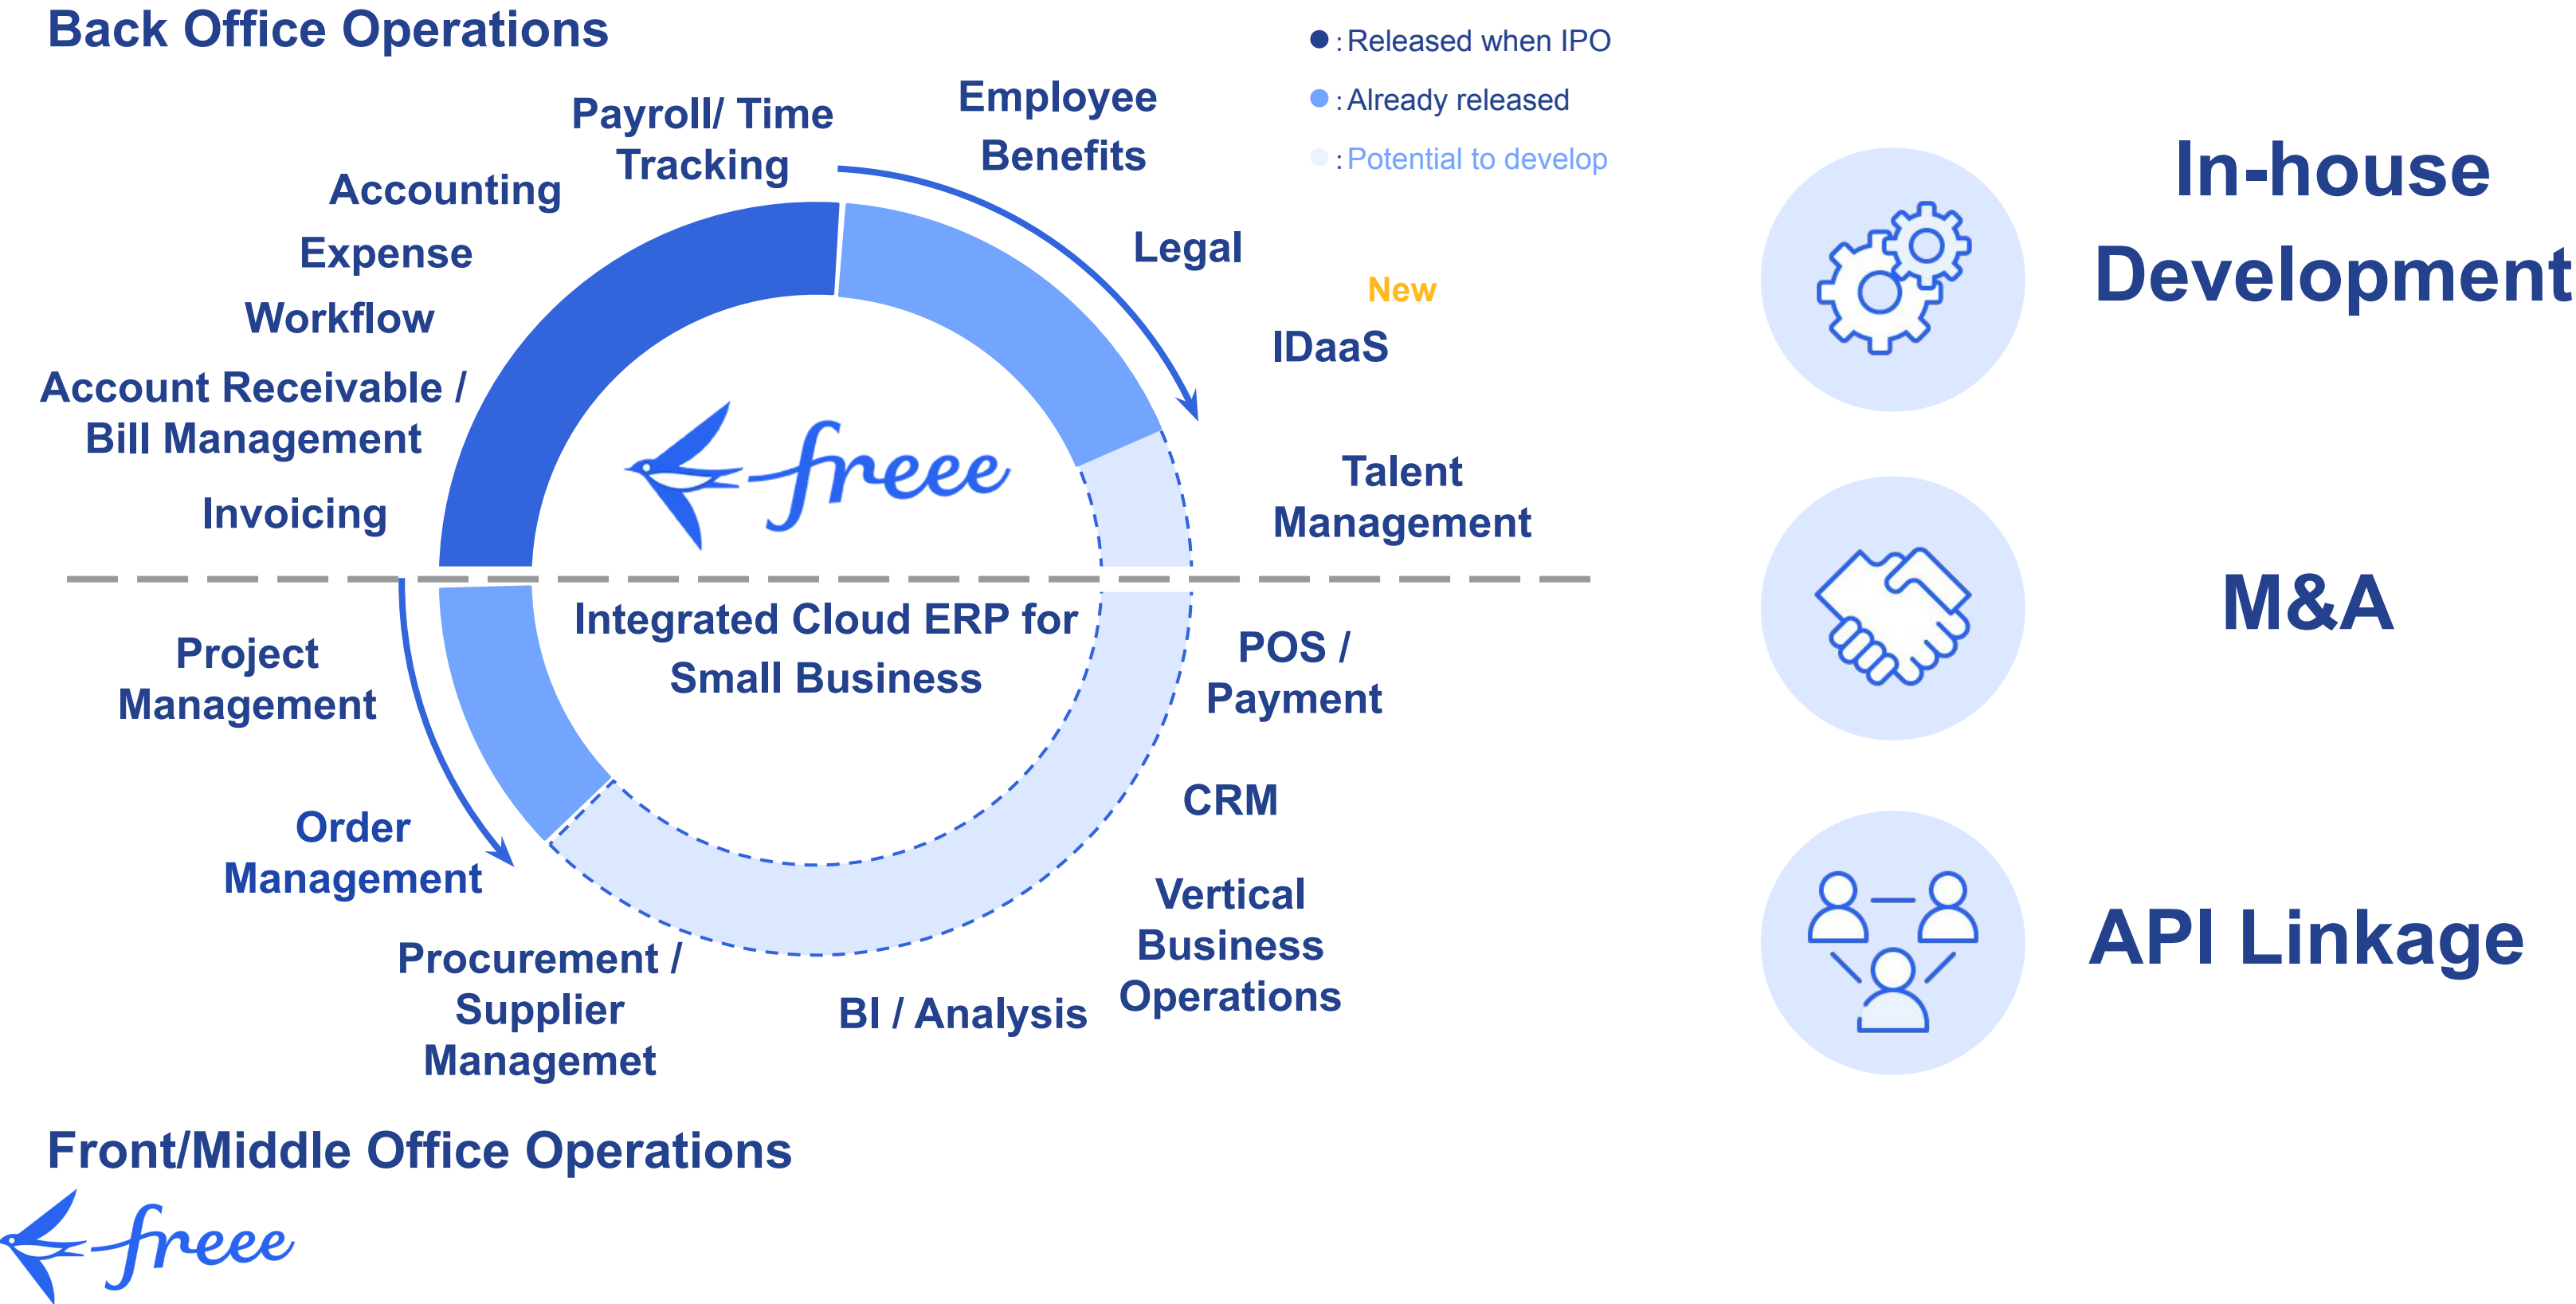 Back Office Operations
: Released when IPO
: Already released
: Potential to develop
Employee
Benefits
Payroll/ Time
Tracking
Accounting
Expense
Workflow
Account Receivable /
Bill Management
Invoicing
Legal
New
IDaaS
Talent
Management
freee
Integrated Cloud ERP for
Small Business
Project
Management
Order
Management
Procurement /
Supplier
Managemet
BI / Analysis
Vertical
Business
Operations
CRM
POS /
Payment
Front/Middle Office Operations
freee
In-house
Development
M&A
API Linkage